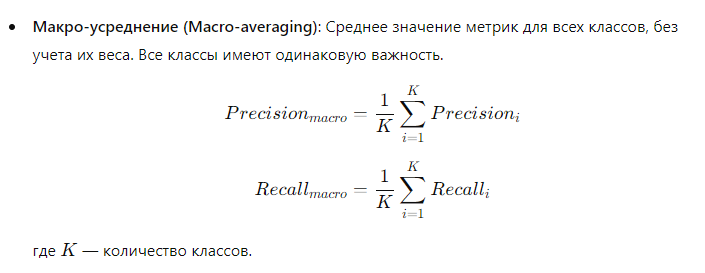 • Макро-усреднение (Macro-averaging): Среднее значение метрик для всех классов, без
учета их веса. Все классы имеют одинаковую важность.
$Precision_{macro} = \frac{1}{K} \sum_{i=1}^{K} Precision_i$
$Recall_{macro} = \frac{1}{K} \sum_{i=1}^{K} Recall_i$
где $K$ — количество классов.